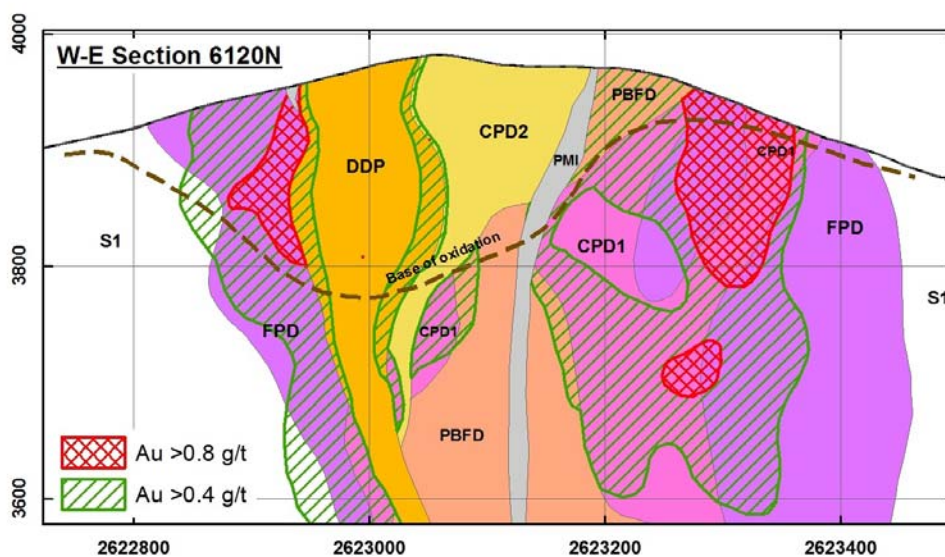 4000
W-E Section 6120N
PBFD
CPD2
CPD1
PMI
DDP
FPD
S1
CPD1
Base of oxidation
3800
S1
FPD
CPD1
PBFD
Au >0.8 g/t
Au >0.4 g/t
3600
2622800 2623000 2623200 2623400